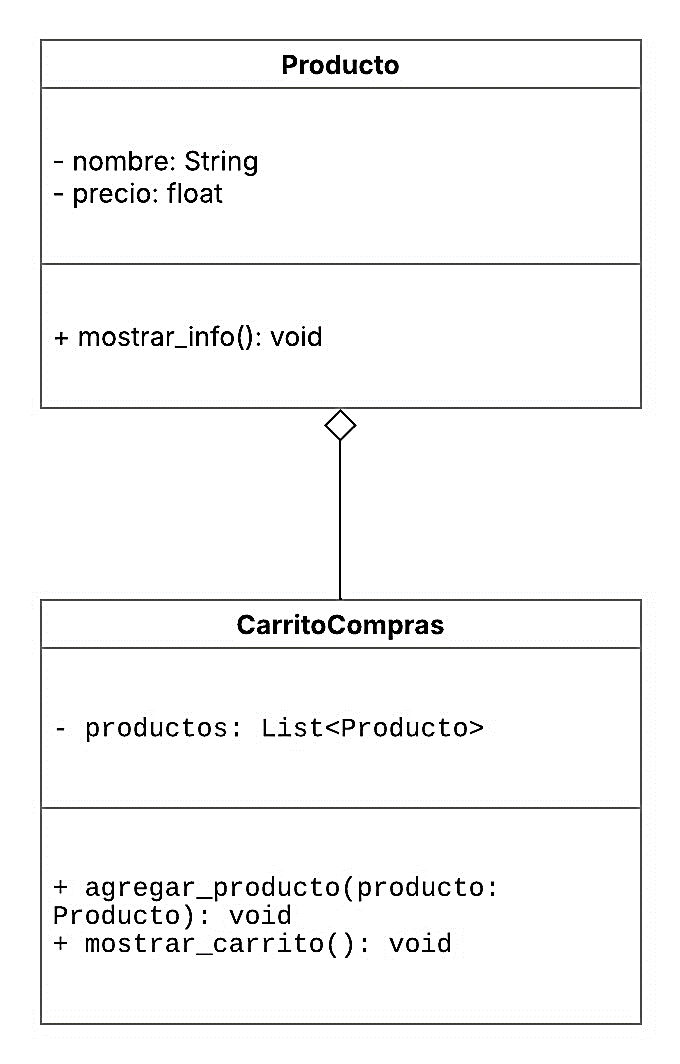 Producto
- nombre: String
- precio: float
+ mostrar_info(): void
CarritoCompras
- productos: List<Producto>
+ agregar_producto(producto:
Producto): void
+ mostrar_carrito(): void